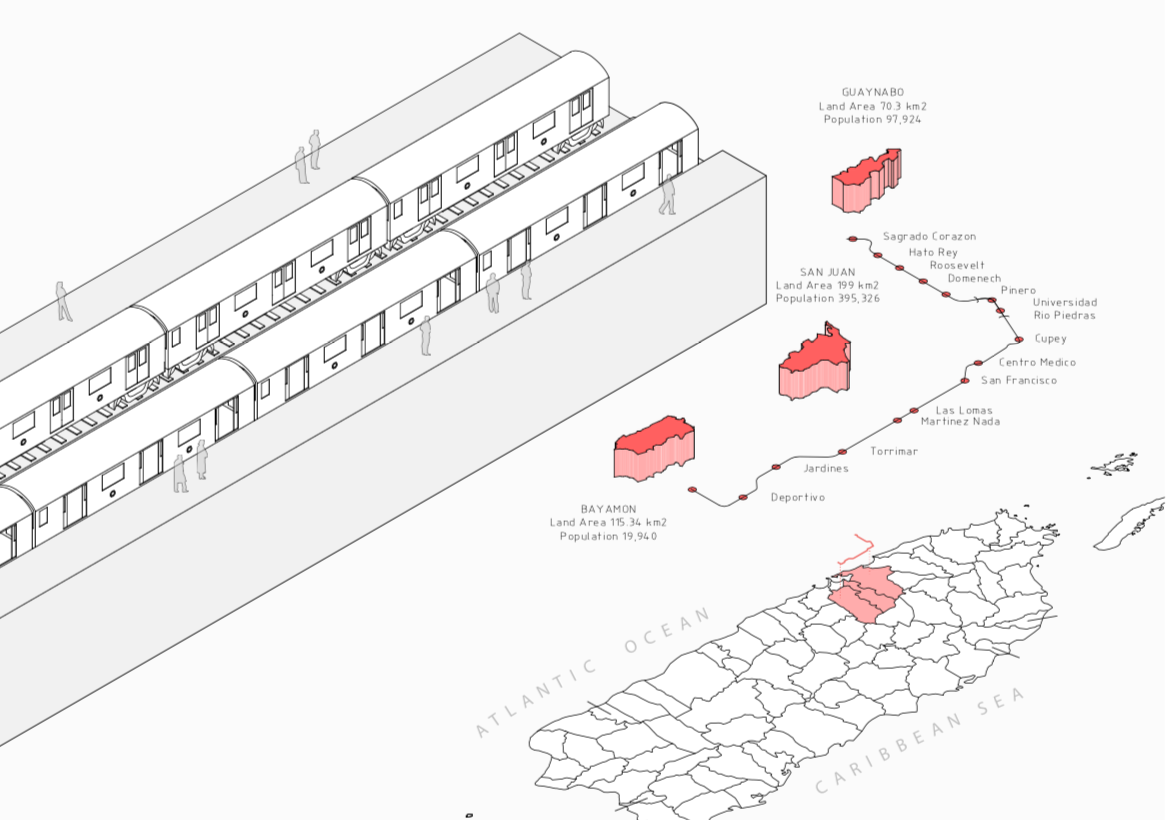 GUAYNABO
Land Area 70.3 km2
Population 97,924
Sagrado Corazon
Hato Rey
Roosevelt
Domenech
Pinero
Universidad
Rio Piedras
Cupey
Centro Medico
San Francisco
Las Lomas
Martinez Nada
Torrimar
Jardines
Deportivo
SAN JUAN
Land Area 199 km2
Population 395,326
BAYAMON
Land Area 115.34 km2
Population 19,940
ATLANTIC OCEAN
CARIBBEAN SEA